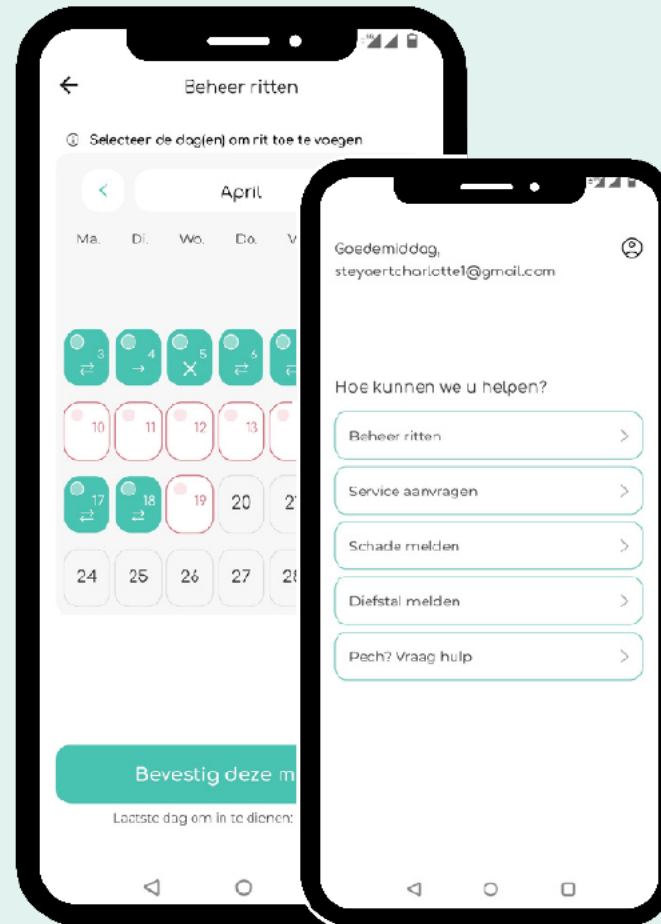 Beheer ritten
Selecteer de dag(en) om rit toe te voegen
April
Ma. Di. Wo. Do. V
3 4 5 6
10 11 12 13
17 18 19 20 2
24 25 26 27 28
Bevestig deze m
Laatste dag om in te dienen:
Goedemiddag,
steyaertcharlotte1@gmail.com
Hoe kunnen we u helpen?
Beheer ritten
Service aanvragen
Schade melden
Diefstal melden
Pech? Vraag hulp